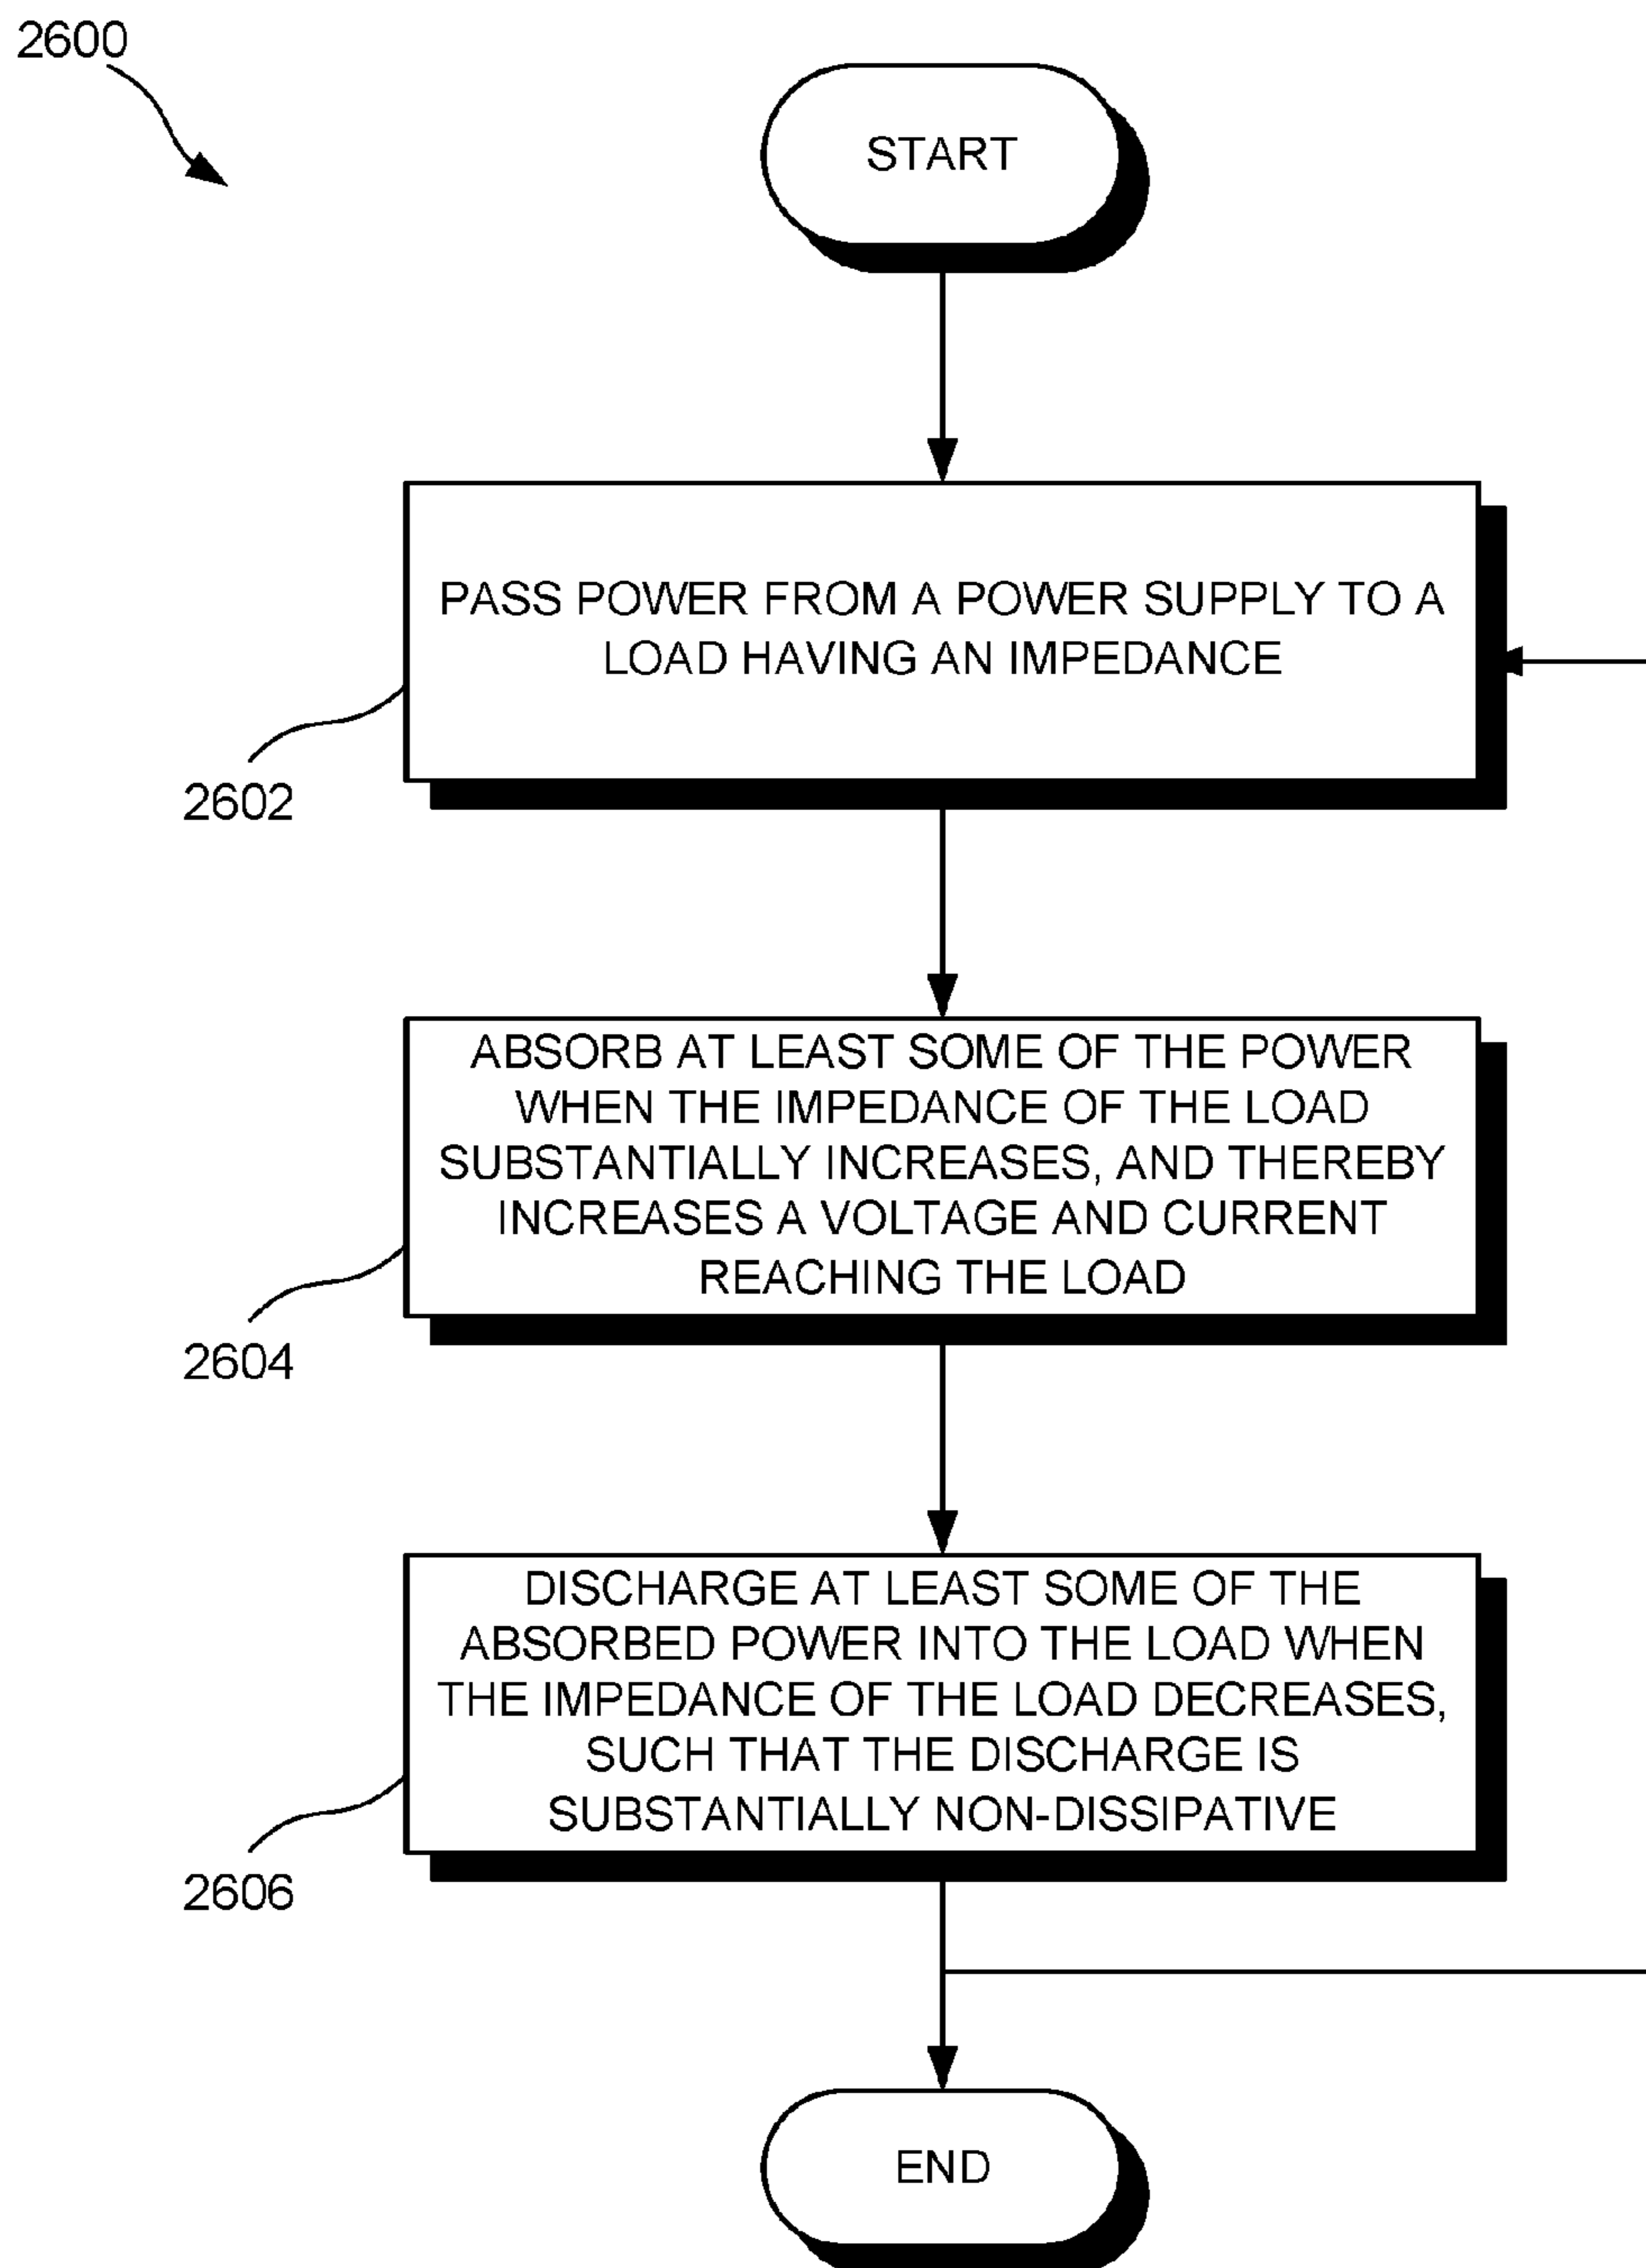 2600
START
PASS POWER FROM A POWER SUPPLY TO A
LOAD HAVING AN IMPEDANCE
2602
ABSORB AT LEAST SOME OF THE POWER
WHEN THE IMPEDANCE OF THE LOAD
SUBSTANTIALLY INCREASES, AND THEREBY
INCREASES A VOLTAGE AND CURRENT
REACHING THE LOAD
2604
DISCHARGE AT LEAST SOME OF THE
ABSORBED POWER INTO THE LOAD WHEN
THE IMPEDANCE OF THE LOAD DECREASES,
SUCH THAT THE DISCHARGE IS
SUBSTANTIALLY NON-DISSIPATIVE
2606
END